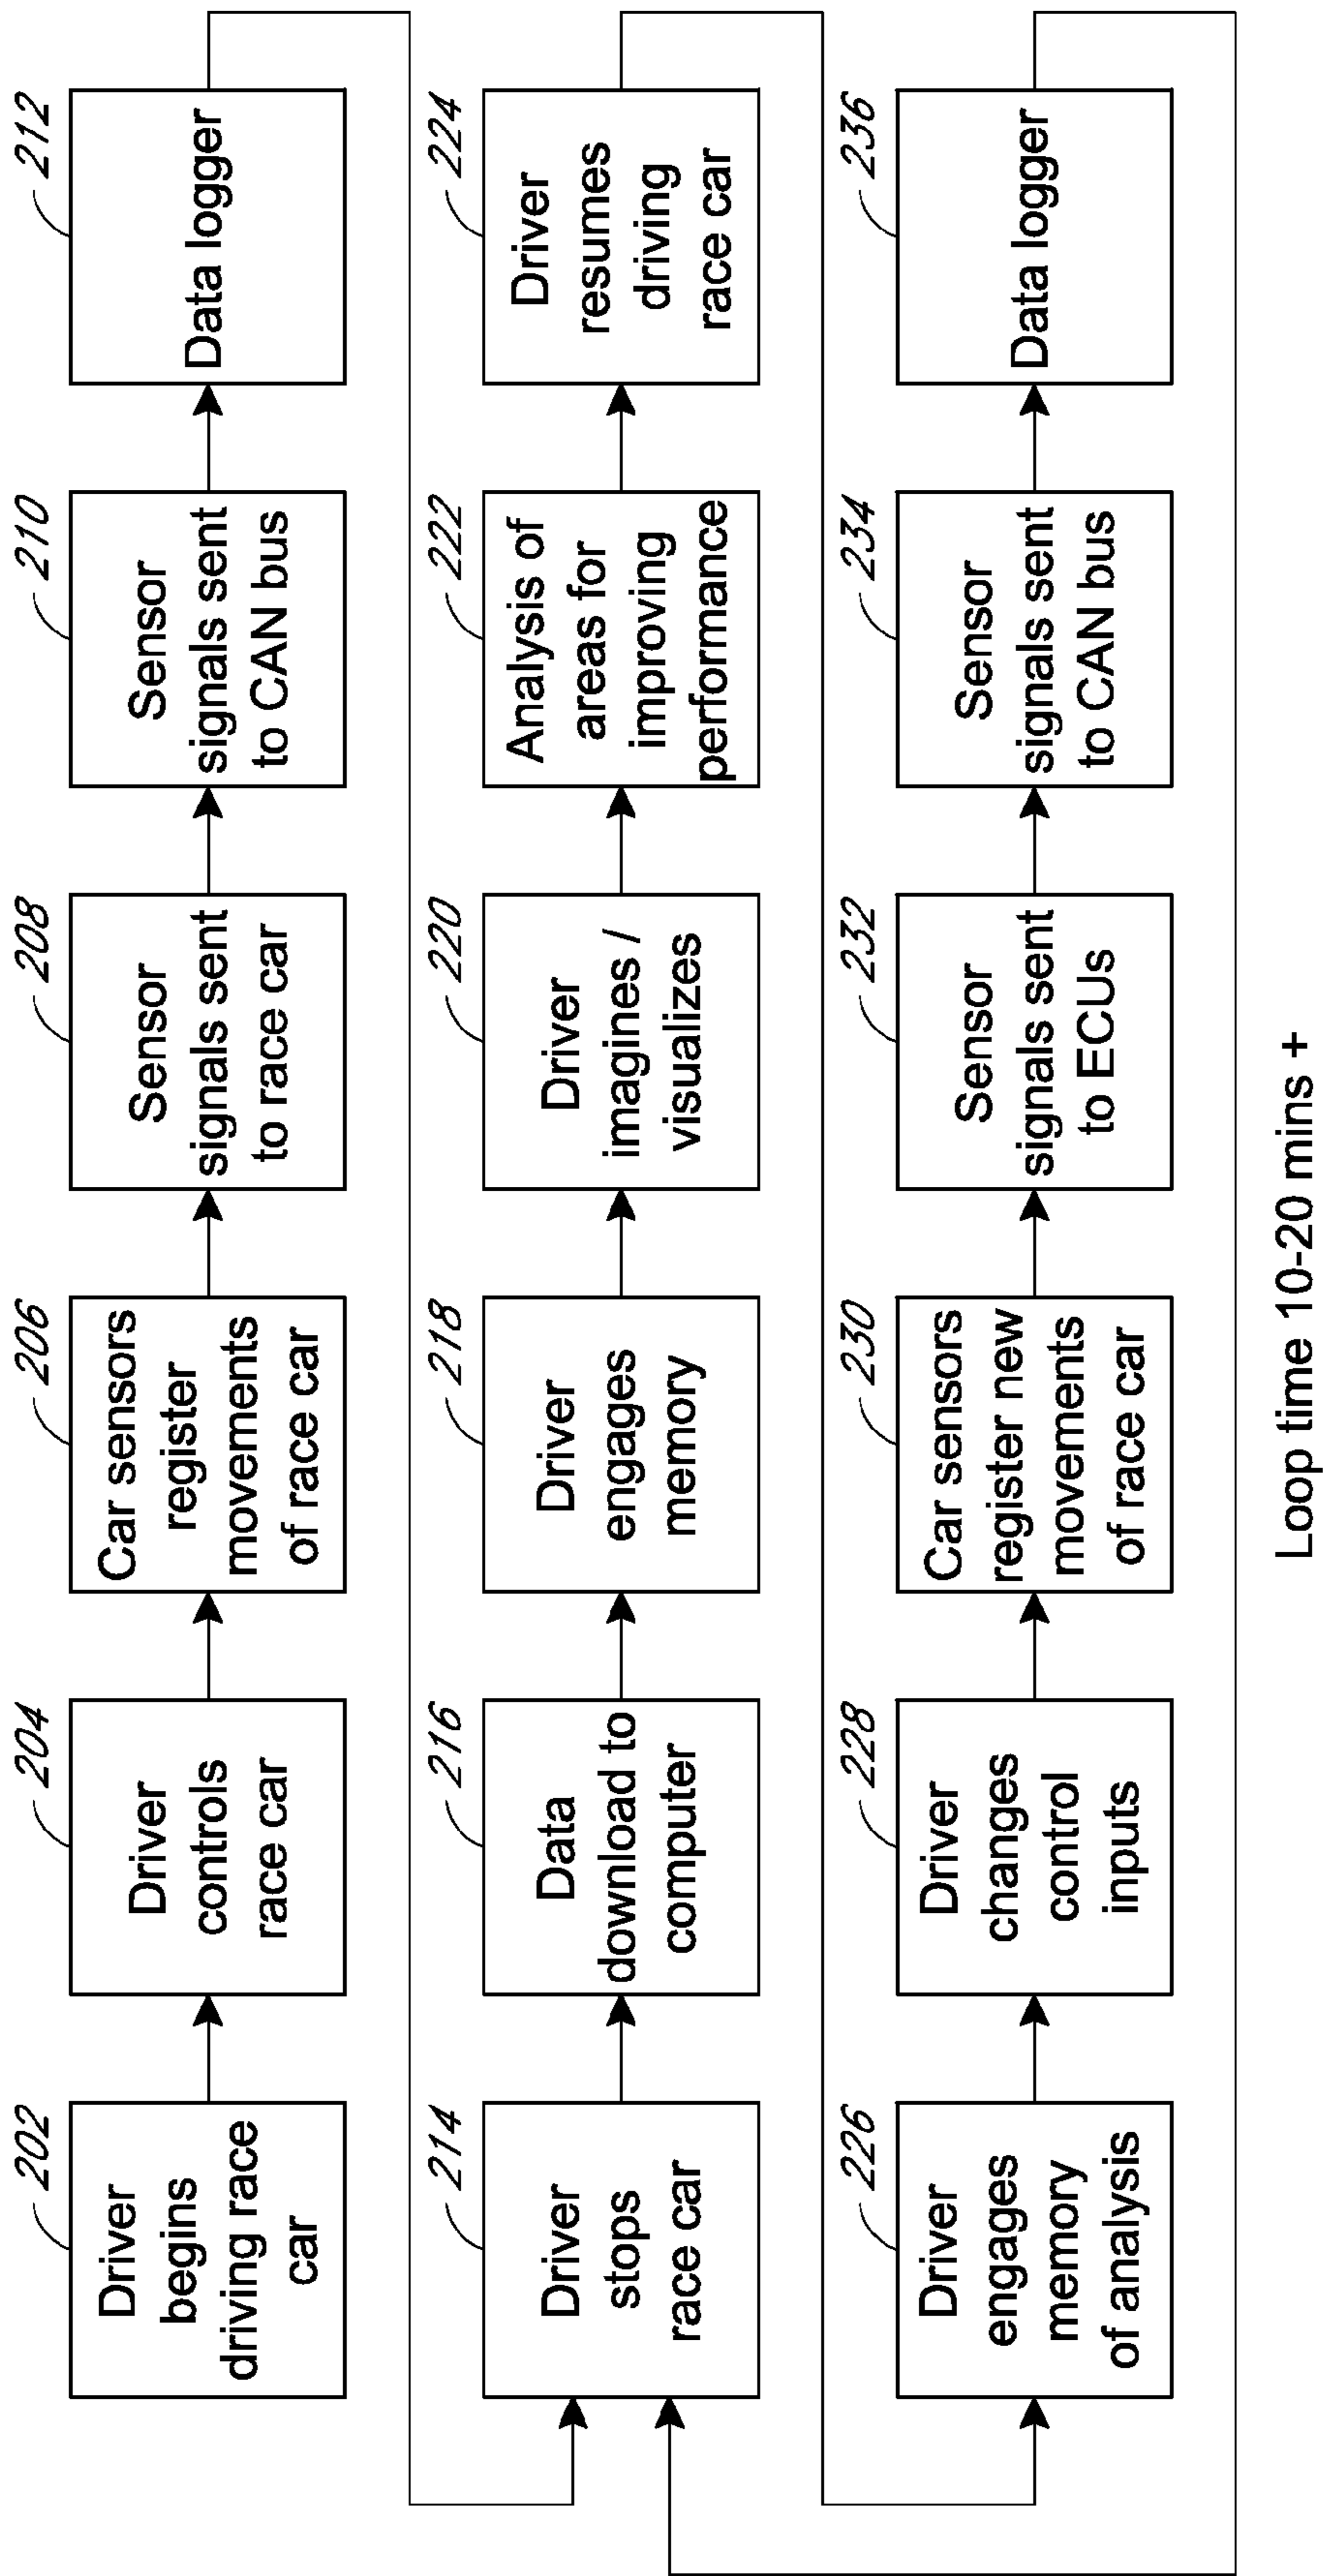 202
Driver
begins
driving race
car
204
Driver
controls
race car
206
Car sensors
register
movements
of race car
208
Sensor
signals sent
to race car
210
Sensor
signals sent
to CAN bus
212
Data logger
214
Driver
stops
race car
216
Data
download to
computer
218
Driver
engages
memory
220
Driver
imagines /
visualizes
222
Analysis of
areas for
improving
performance
224
Driver
resumes
driving
race car
226
Driver
engages
memory
of analysis
228
Driver
changes
control
inputs
230
Car sensors
register new
movements
of race car
232
Sensor
signals sent
to ECUs
234
Sensor
signals sent
to CAN bus
236
Data logger
Loop time 10-20 mins +